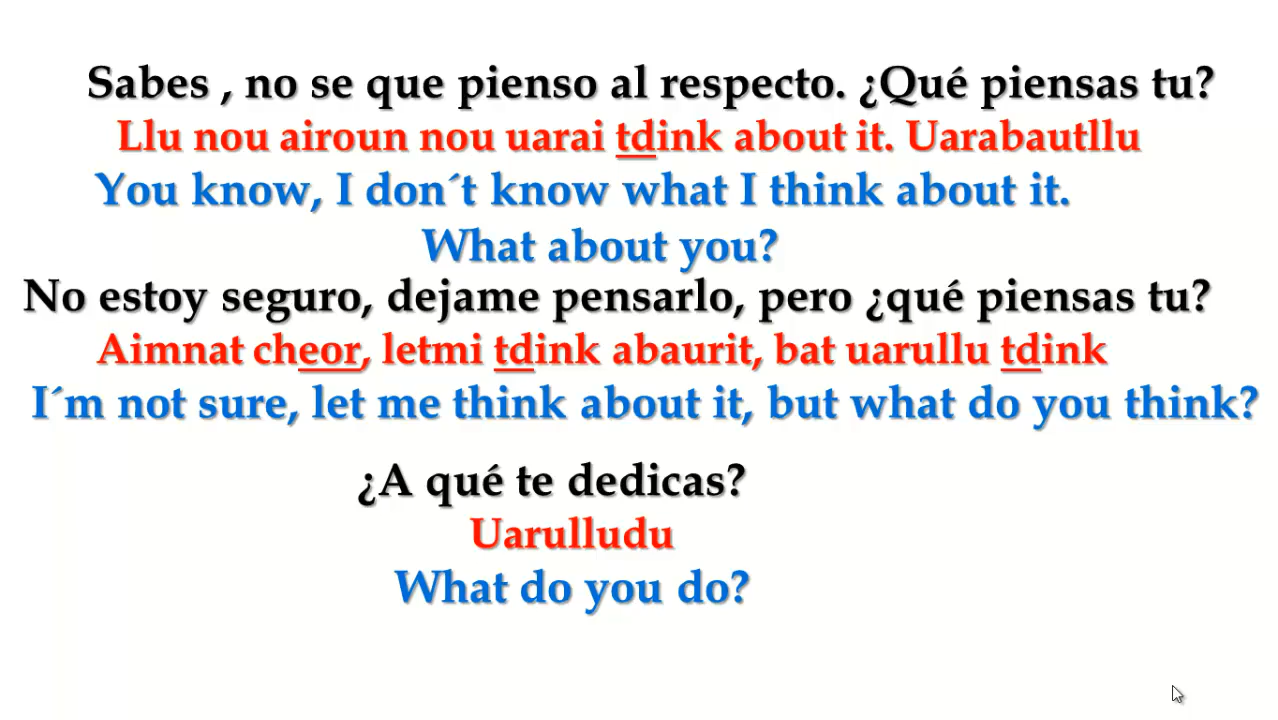 Sabes , no se que pienso al respecto. ¿Qué piensas tu?
Llu nou airoun nou uarai tdink about it. Uarabautllu
You know, I don´t know what I think about it.
What about you?
No estoy seguro, dejame pensarlo, pero ¿qué piensas tu?
Aimnat cheor, letmi tdink abaurit, bat uarullu tdink
I´m not sure, let me think about it, but what do you think?
¿A qué te dedicas?
Uarulludu
What do you do?